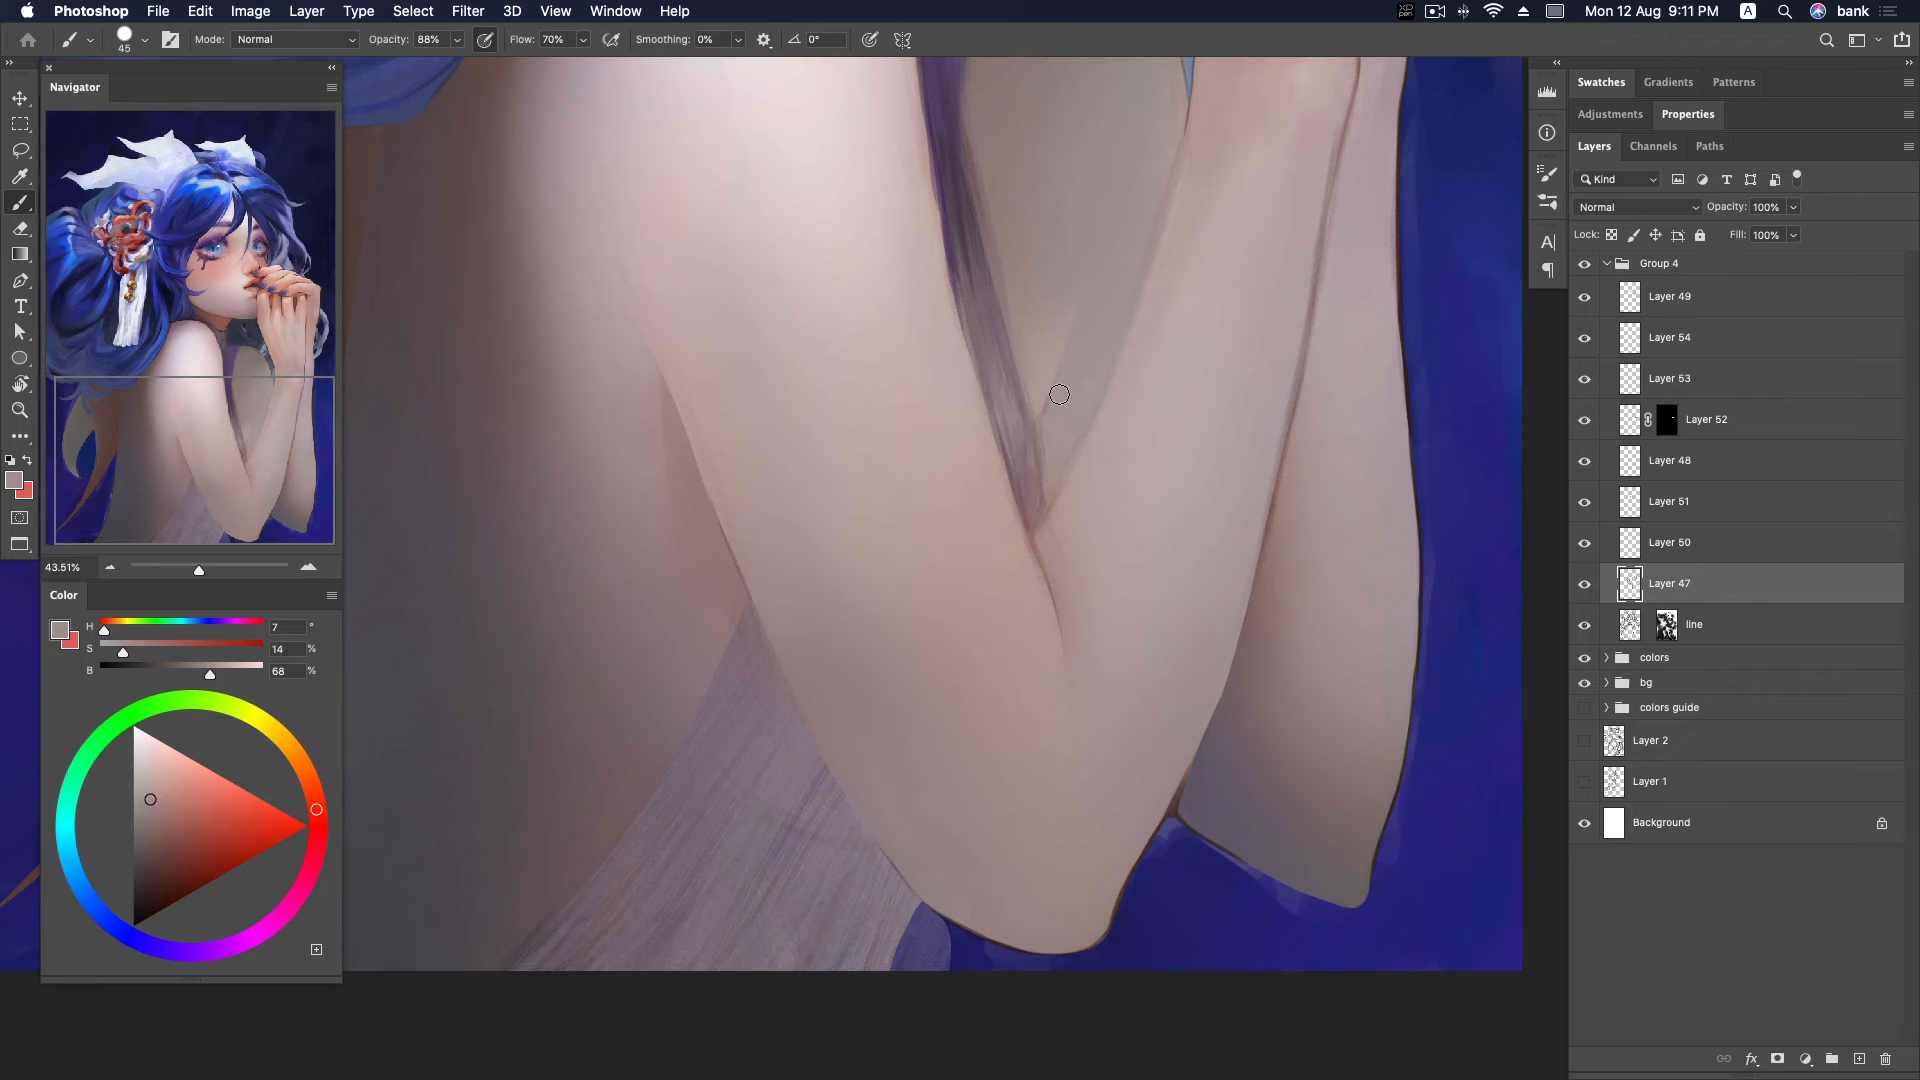 Photoshop File Edit Image Layer Type Select Filter 3D View Window Help
Mon 12 Aug 9:11 PM A bank
45 Mode: Normal Opacity: 88% Flow: 70% Smoothing: 0% 0°
Navigator
43.51%
Color
H 7 °
S 14 %
B 68 %
Swatches Gradients Patterns
Adjustments Properties
Layers Channels Paths
Kind
Normal Opacity: 100%
Lock: Fill: 100%
Group 4
Layer 49
Layer 54
Layer 53
Layer 52
Layer 48
Layer 51
Layer 50
Layer 47
line
colors
bg
colors guide
Layer 2
Layer 1
Background